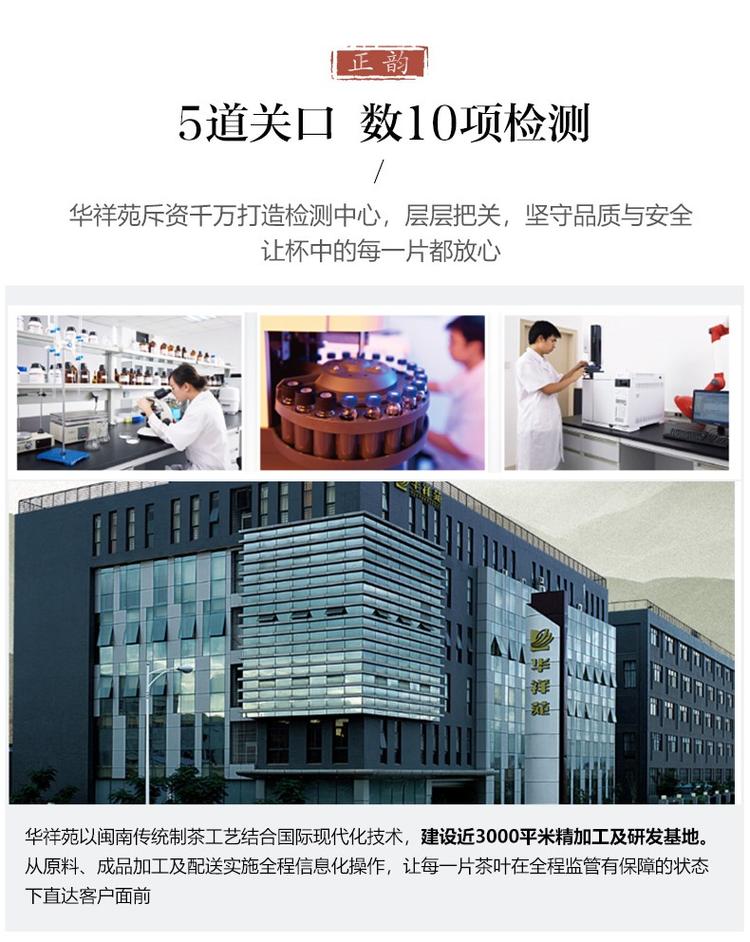 正韵
5道关口 数10项检测
华祥苑斥资千万打造检测中心，层层把关，坚守品质与安全
让杯中的每一片都放心
华祥苑
华祥苑
华祥苑以闽南传统制茶工艺结合国际现代化技术，建设近3000平米精加工及研发基地。
从原料、成品加工及配送实施全程信息化操作，让每一片茶叶在全程监管有保障的状态
下直达客户面前